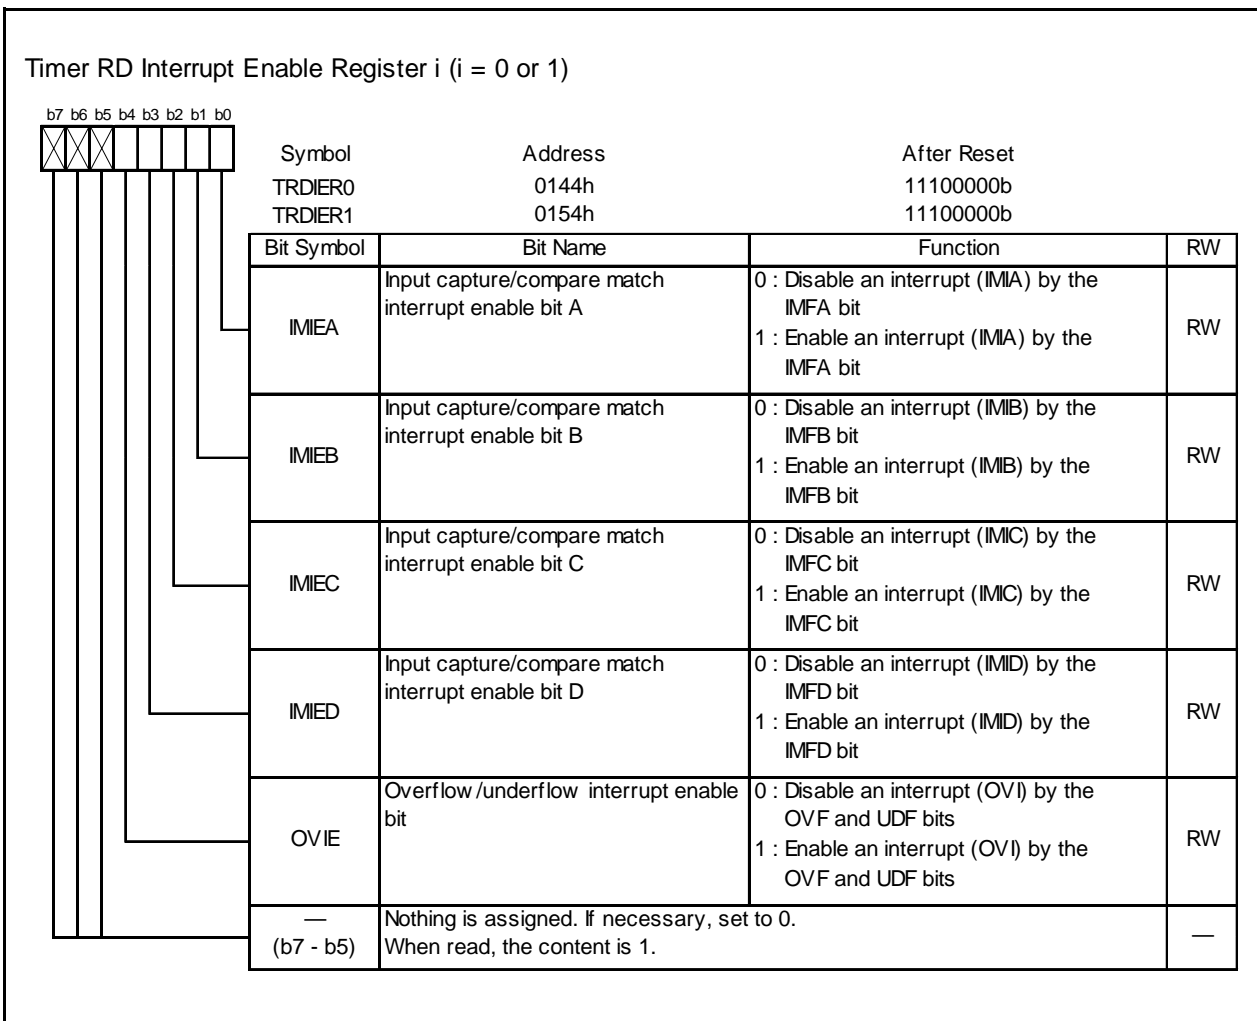 Timer RD Interrupt Enable Register i (i = 0 or 1)
b7 b6 b5 b4 b3 b2 b1 b0
Symbol Address After Reset
TRDIER0 0144h 11100000b
TRDIER1 0154h 11100000b
Bit Symbol Bit Name Function RW
IMIEA
Input capture/compare match
interrupt enable bit A
0 : Disable an interrupt (IMIA) by the
IMFA bit
1 : Enable an interrupt (IMIA) by the
IMFA bit
RW
IMIEB
Input capture/compare match
interrupt enable bit B
0 : Disable an interrupt (IMIB) by the
IMFB bit
1 : Enable an interrupt (IMIB) by the
IMFB bit
RW
IMIEC
Input capture/compare match
interrupt enable bit C
0 : Disable an interrupt (IMIC) by the
IMFC bit
1 : Enable an interrupt (IMIC) by the
IMFC bit
RW
IMIED
Input capture/compare match
interrupt enable bit D
0 : Disable an interrupt (IMID) by the
IMFD bit
1 : Enable an interrupt (IMID) by the
IMFD bit
RW
OVIE
Overflow/underflow interrupt enable
bit
0 : Disable an interrupt (OVI) by the
OVF and UDF bits
1 : Enable an interrupt (OVI) by the
OVF and UDF bits
RW
—
(b7 - b5)
Nothing is assigned. If necessary, set to 0.
When read, the content is 1.
—